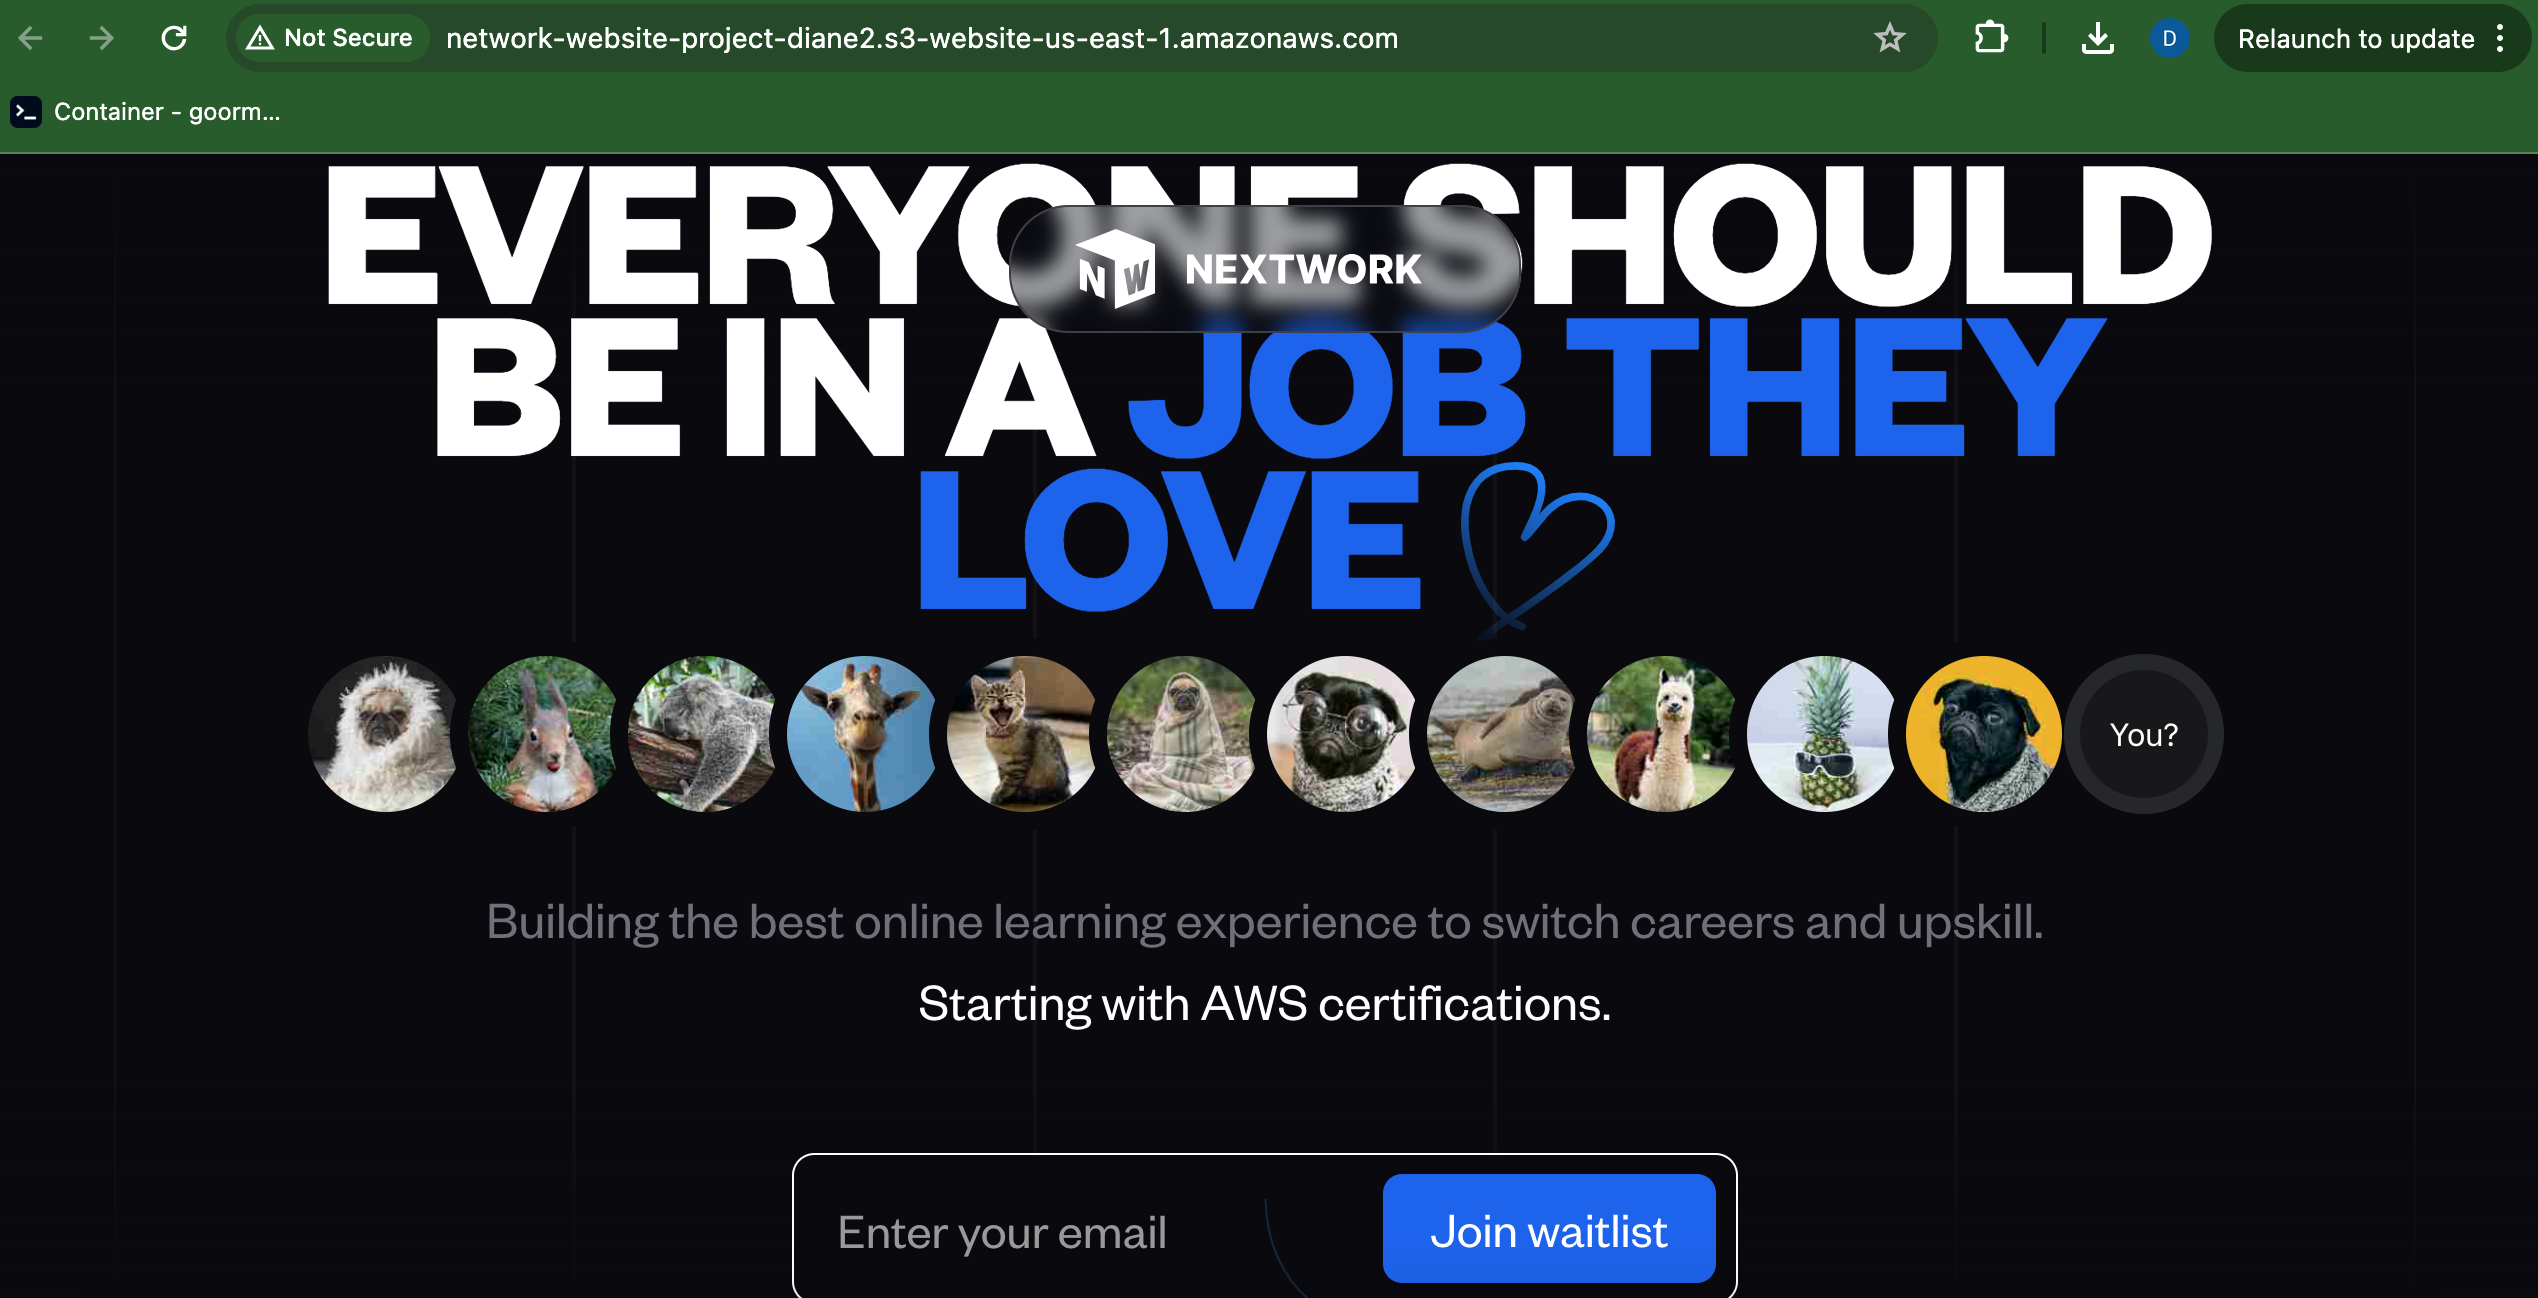 Not Secure
network-website-project-diane2.s3-website-us-east-1.amazonaws.com
D
Relaunch to update
Container - goorm...
EVERYONE SHOULD
NW NEXTWORK
BE IN A JOB THEY
LOVE
You?
Building the best online learning experience to switch careers and upskill.
Starting with AWS certifications.
Enter your email
Join waitlist